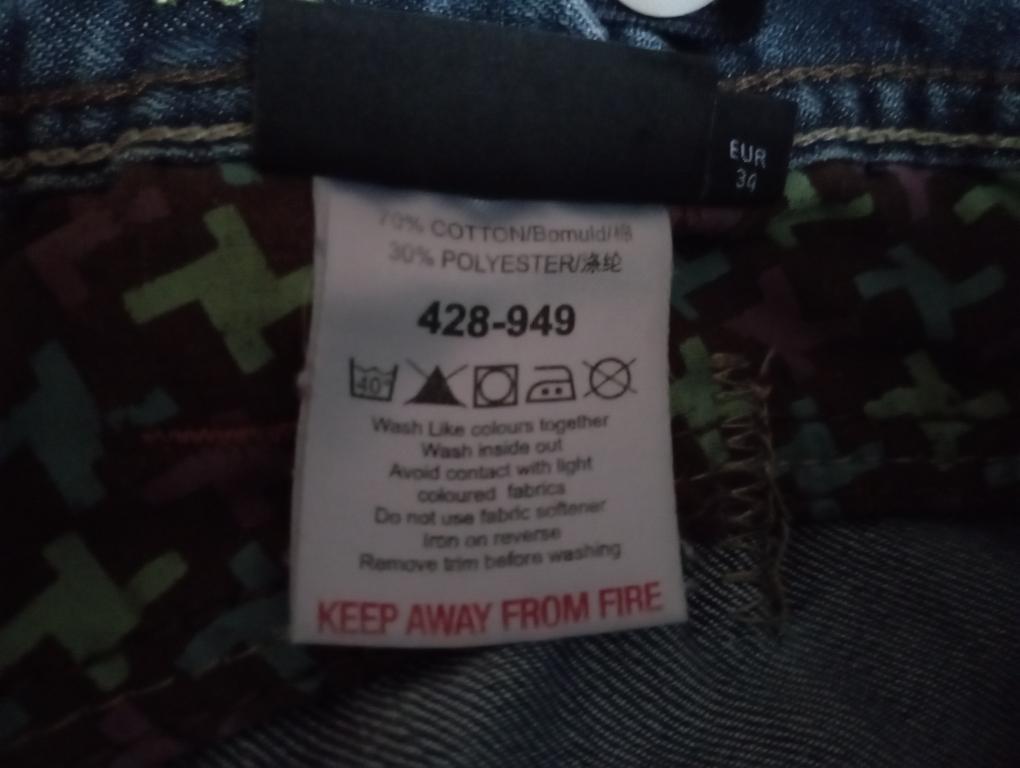 EUR
34
70% COTTON/Bomuld/棉
30% POLYESTER/涤纶
428-949
40°
Wash Like colours together
Wash inside out
Avoid contact with light
coloured fabrics
Do not use fabric softener
Iron on reverse
Remove trim before washing
KEEP AWAY FROM FIRE